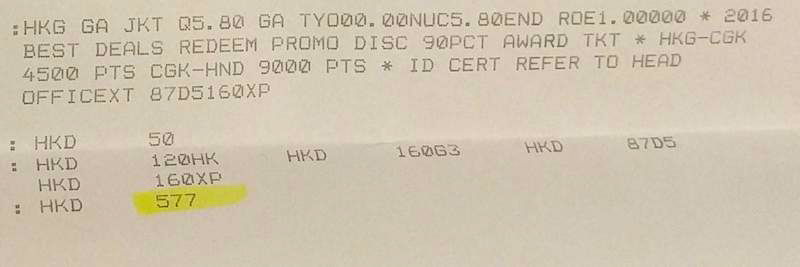 :HKG GA JKT Q5.80 GA TYO00.00NUC5.80END ROE1.00000 * 2016
BEST DEALS REDEEM PROMO DISC 90PCT AWARD TKT * HKG-CGK
4500 PTS CGK-HND 9000 PTS * ID CERT REFER TO HEAD
OFFICEXT 87D5160XP
: HKD 50
: HKD 120HK HKD 160G3 HKD 87D5
HKD 160XP
: HKD 577